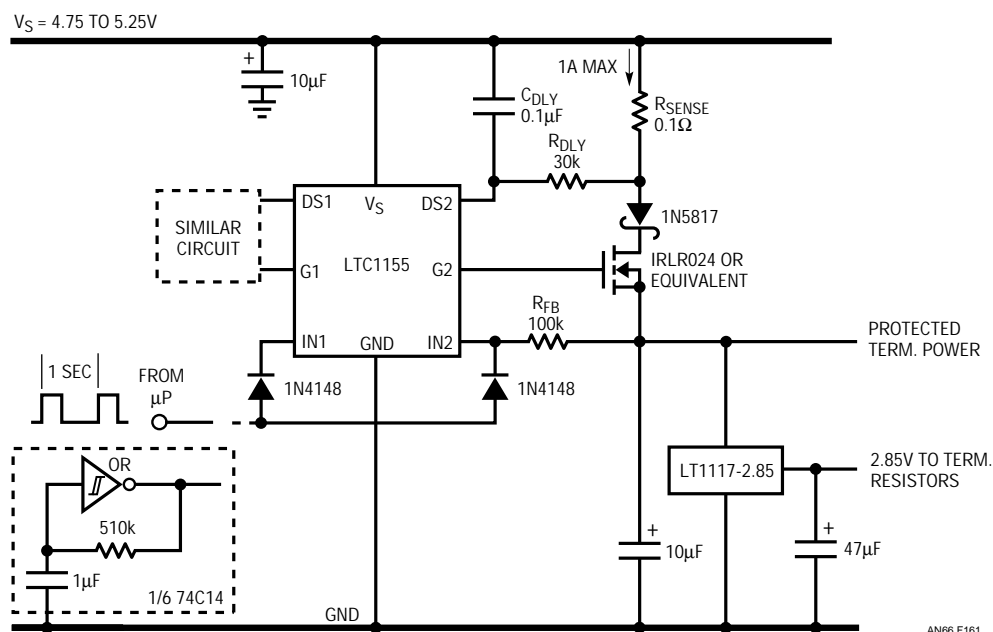 V_S = 4.75 TO 5.25V
+
10µF
1A MAX
C_DLY
0.1µF
R_SENSE
0.1Ω
R_DLY
30k
DS1
V_S
DS2
1N5817
SIMILAR
CIRCUIT
LTC1155
G1
G2
IRLR024 OR
EQUIVALENT
R_FB
100k
IN1
GND
IN2
PROTECTED
TERM. POWER
1 SEC
FROM
µP
1N4148
1N4148
OR
510k
1µF
1/6 74C14
LT1117-2.85
2.85V TO TERM.
RESISTORS
+
10µF
+
47µF
GND
AN66 F161